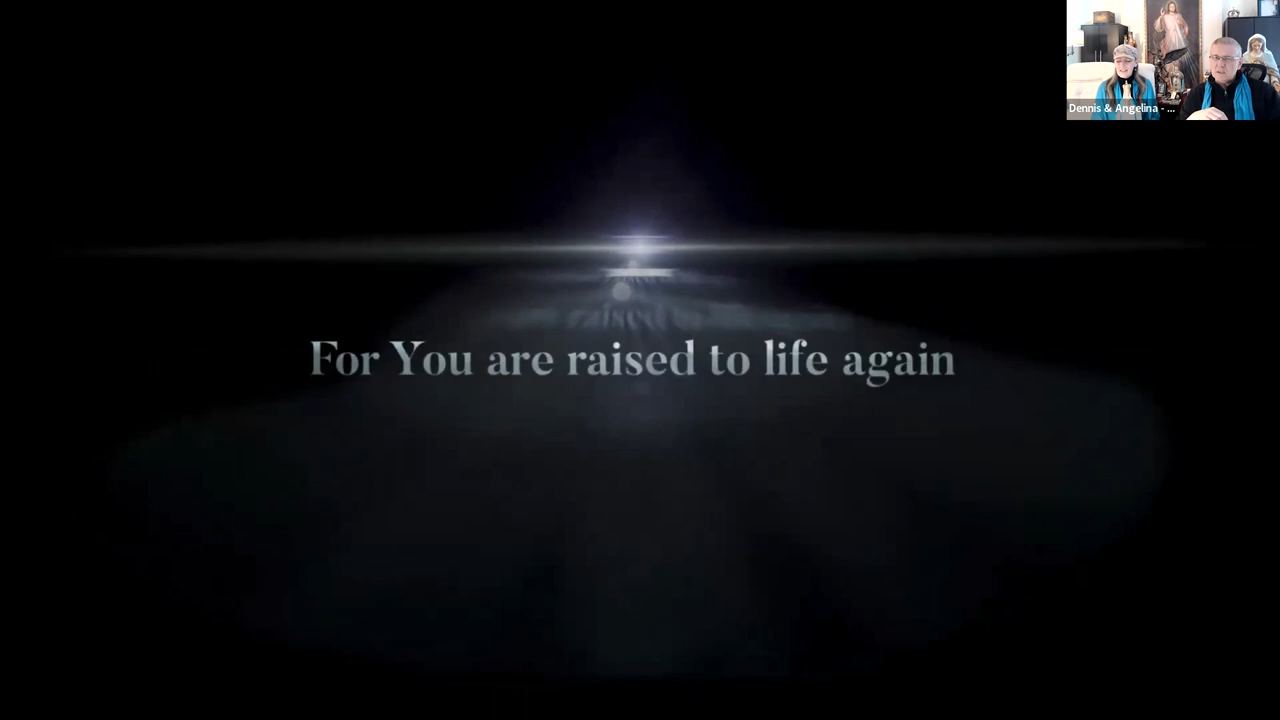 Dennis & Angelina - ...
For You are raised to life again